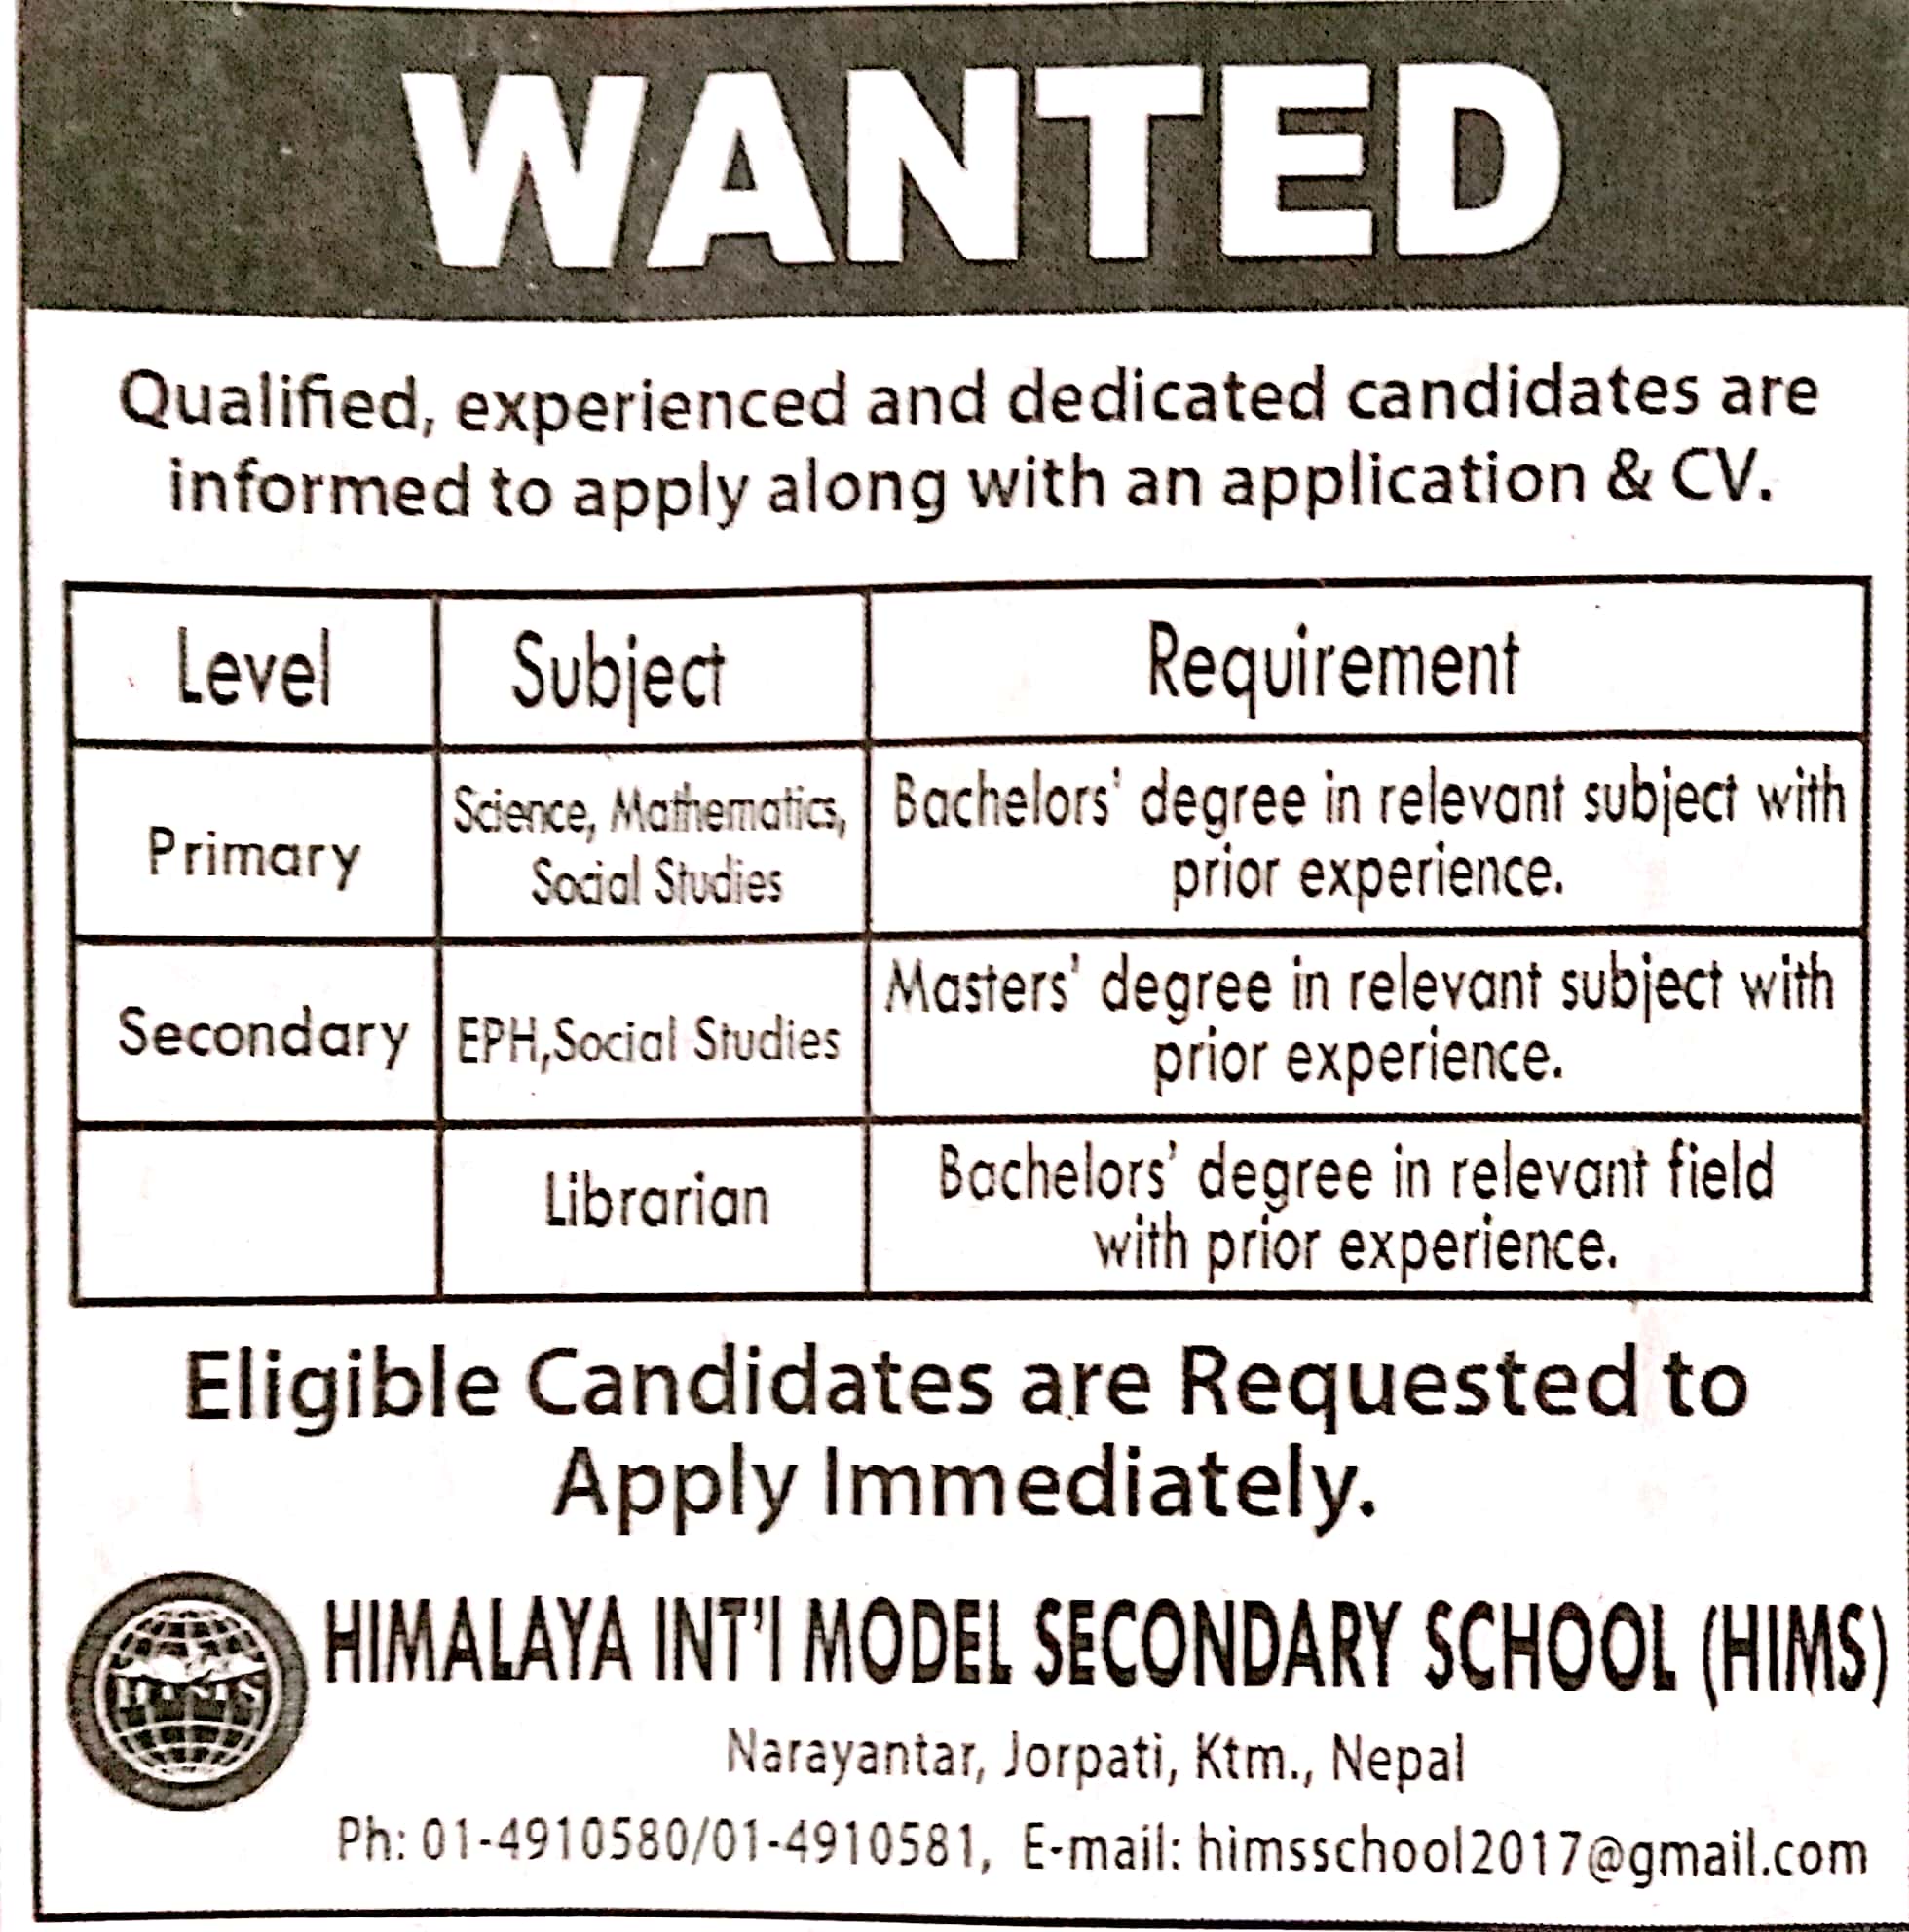 WANTED
Qualified, experienced and dedicated candidates are
informed to apply along with an application & CV.
Level Subject Requirement
Primary
Science, Mathematics,
Social Studies
Bachelors' degree in relevant subject with
prior experience.
Secondary
EPH,Social Studies
Masters' degree in relevant subject with
prior experience.
Librarian
Bachelors' degree in relevant field
with prior experience.
Eligible Candidates are Requested to
Apply Immediately.
HIMS
HIMALAYA INT'l MODEL SECONDARY SCHOOL (HIMS)
Narayantar, Jorpati, Ktm., Nepal
Ph: 01-4910580/01-4910581, E-mail: himsschool2017@gmail.com